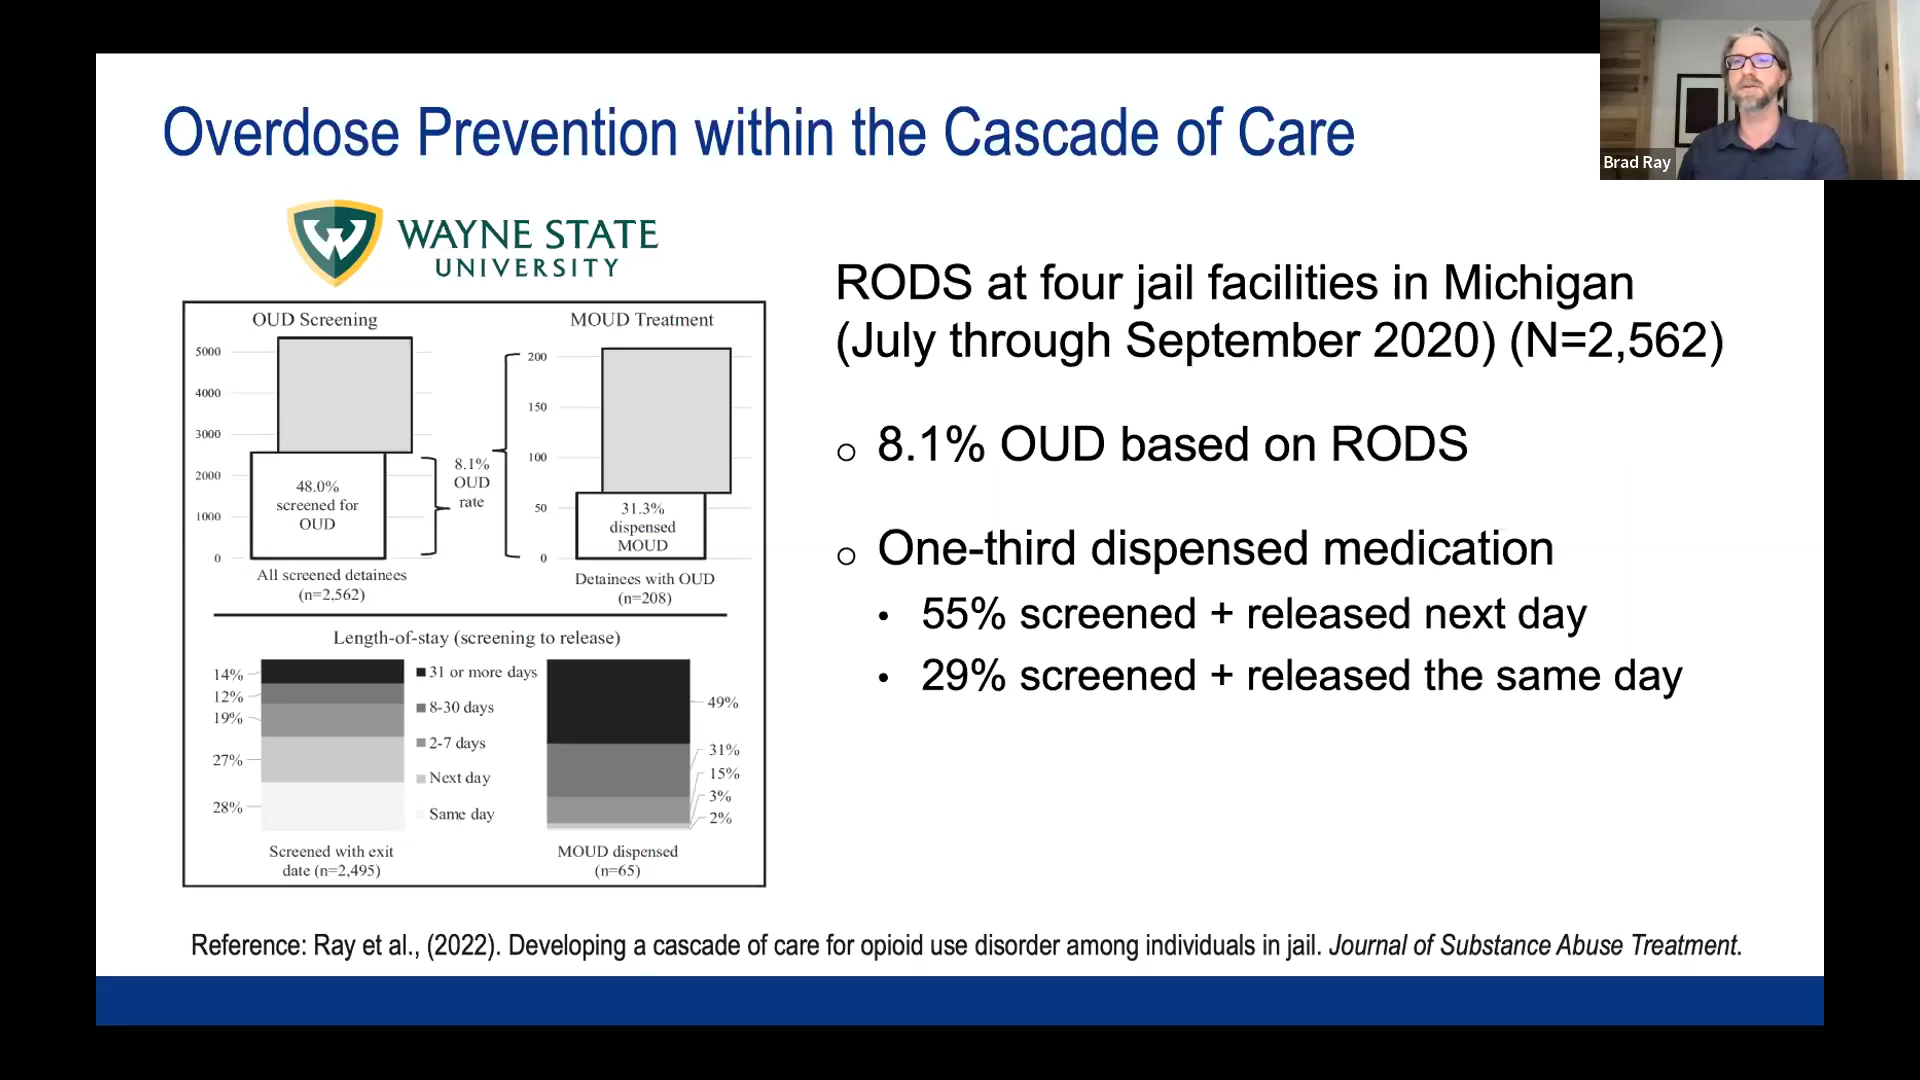 Overdose Prevention within the Cascade of Care
Brad Ray
WAYNE STATE
UNIVERSITY
OUD Screening
5000
4000
3000
2000
1000
0
48.0%
screened for
OUD
All screened detainees
(n=2,562)
8.1%
OUD
rate
MOUD Treatment
200
150
100
50
0
31.3%
dispensed
MOUD
Detainees with OUD
(n=208)
Length-of-stay (screening to release)
14%
12%
19%
27%
28%
31 or more days
8-30 days
2-7 days
Next day
Same day
49%
31%
15%
3%
2%
Screened with exit
date (n=2,495)
MOUD dispensed
(n=65)
RODS at four jail facilities in Michigan
(July through September 2020) (N=2,562)
o 8.1% OUD based on RODS
o One-third dispensed medication
• 55% screened + released next day
• 29% screened + released the same day
Reference: Ray et al., (2022). Developing a cascade of care for opioid use disorder among individuals in jail. Journal of Substance Abuse Treatment.